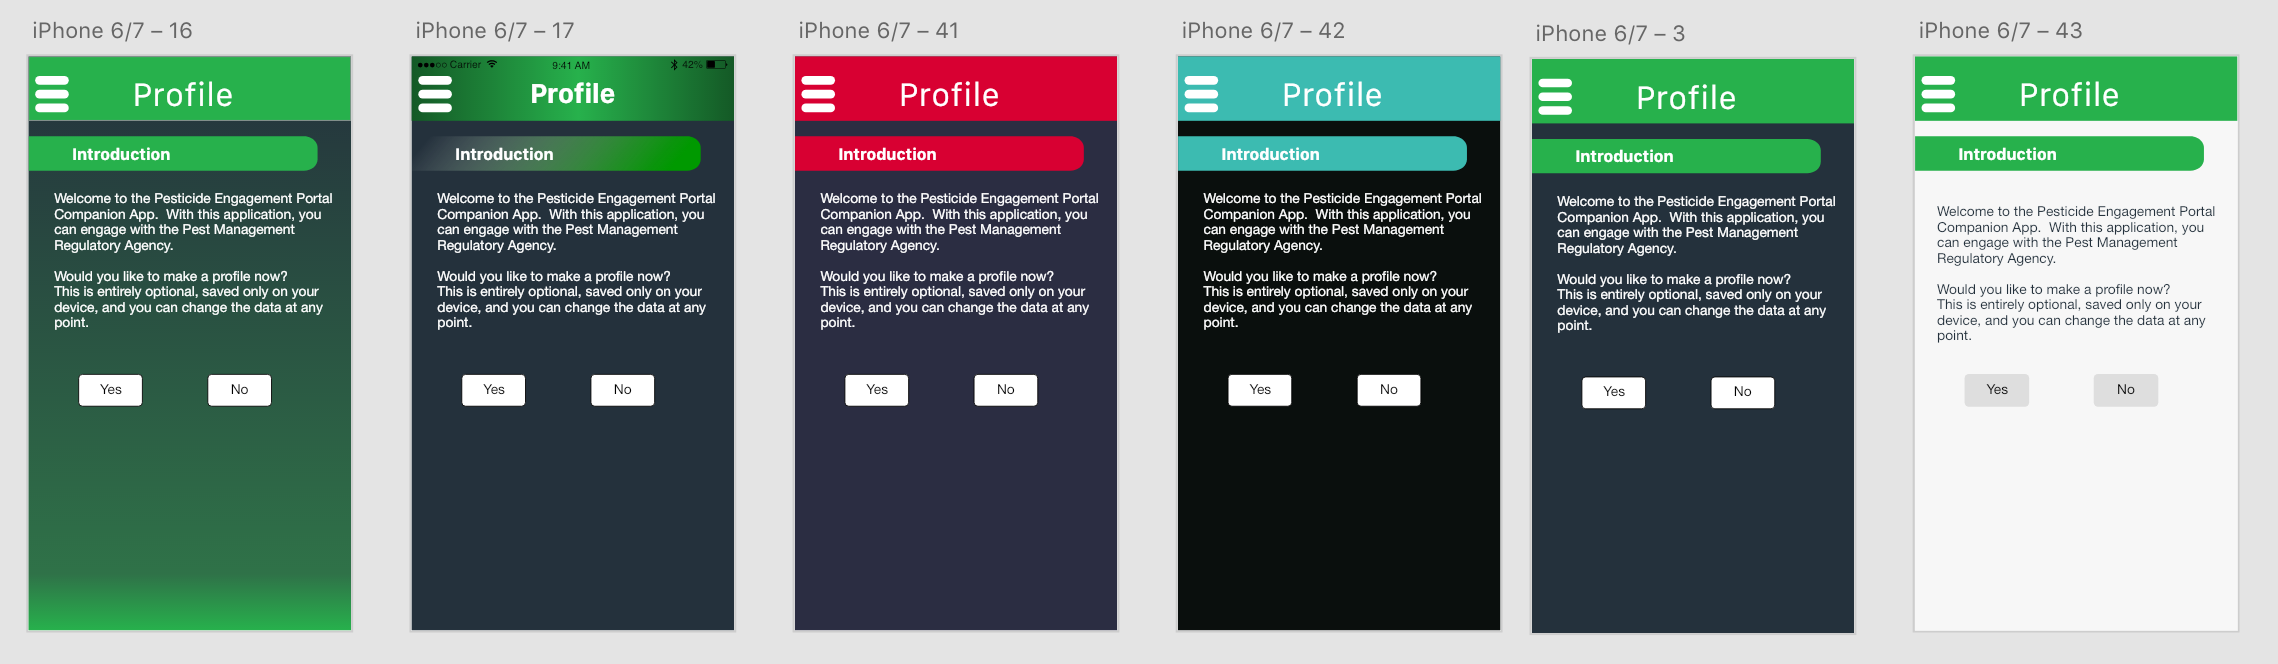 iPhone 6/7 – 16
Profile
Introduction
Welcome to the Pesticide Engagement Portal
Companion App.  With this application, you
can engage with the Pest Management
Regulatory Agency.
Would you like to make a profile now?
This is entirely optional, saved only on your
device, and you can change the data at any
point.
Yes
No
iPhone 6/7 – 17
Carrier
9:41 AM
42%
Profile
Introduction
Welcome to the Pesticide Engagement Portal
Companion App.  With this application, you
can engage with the Pest Management
Regulatory Agency.
Would you like to make a profile now?
This is entirely optional, saved only on your
device, and you can change the data at any
point.
Yes
No
iPhone 6/7 – 41
Profile
Introduction
Welcome to the Pesticide Engagement Portal
Companion App.  With this application, you
can engage with the Pest Management
Regulatory Agency.
Would you like to make a profile now?
This is entirely optional, saved only on your
device, and you can change the data at any
point.
Yes
No
iPhone 6/7 – 42
Profile
Introduction
Welcome to the Pesticide Engagement Portal
Companion App.  With this application, you
can engage with the Pest Management
Regulatory Agency.
Would you like to make a profile now?
This is entirely optional, saved only on your
device, and you can change the data at any
point.
Yes
No
iPhone 6/7 – 3
Profile
Introduction
Welcome to the Pesticide Engagement Portal
Companion App.  With this application, you
can engage with the Pest Management
Regulatory Agency.
Would you like to make a profile now?
This is entirely optional, saved only on your
device, and you can change the data at any
point.
Yes
No
iPhone 6/7 – 43
Profile
Introduction
Welcome to the Pesticide Engagement Portal
Companion App.  With this application, you
can engage with the Pest Management
Regulatory Agency.
Would you like to make a profile now?
This is entirely optional, saved only on your
device, and you can change the data at any
point.
Yes
No